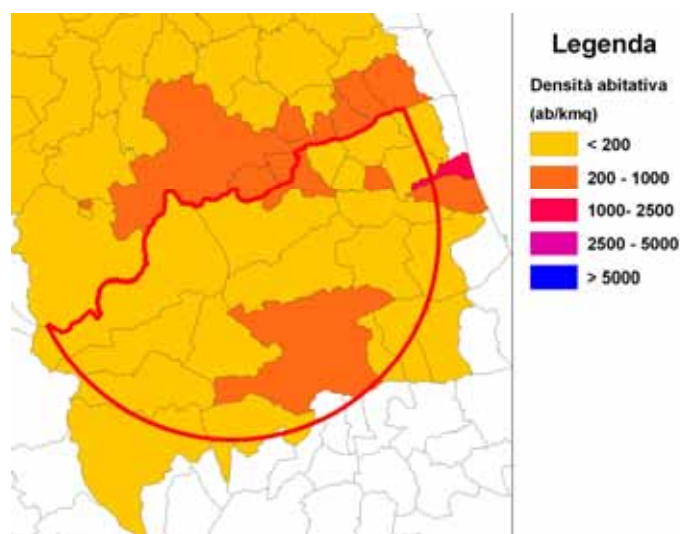 Legenda
Densità abitativa
(ab/kmq)
< 200
200 - 1000
1000- 2500
2500 - 5000
> 5000